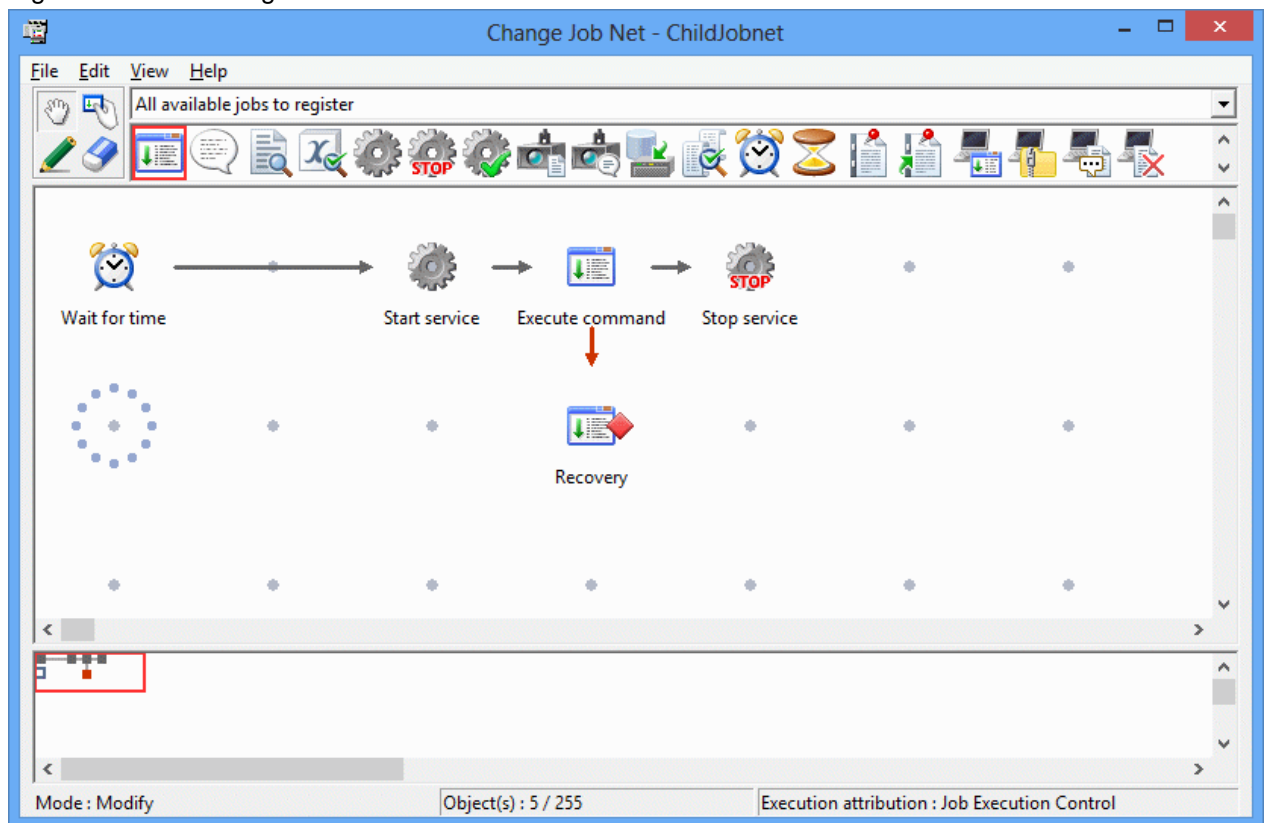 Change Job Net - ChildJobnet
File Edit View Help
All available jobs to register
STOP
STOP
Wait for time Start service Execute command Stop service
Recovery
Mode : Modify Object(s) : 5 / 255 Execution attribution : Job Execution Control